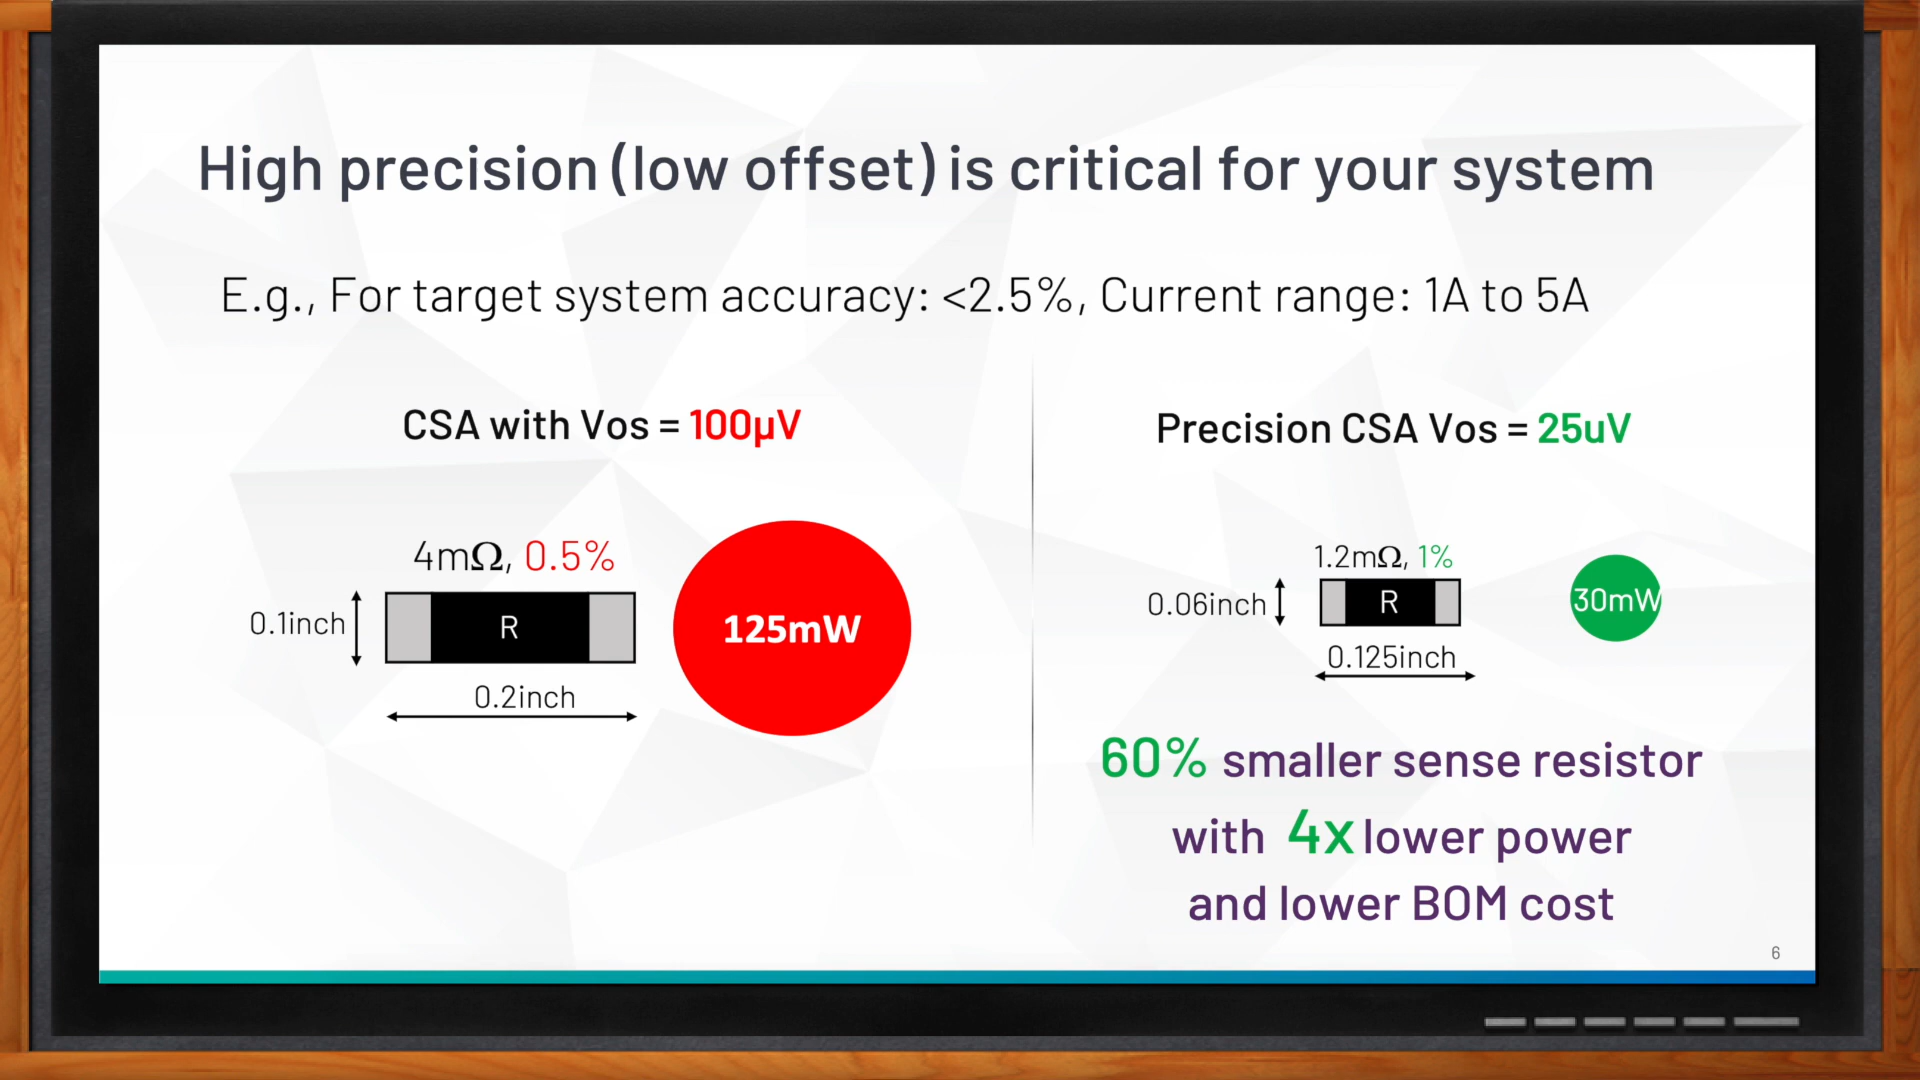 High precision (low offset) is critical for your system
E.g., For target system accuracy: <2.5%, Current range: 1A to 5A
CSA with Vos = 100µV
4mΩ, 0.5%
0.1inch
R
0.2inch
125mW
Precision CSA Vos = 25uV
1.2mΩ, 1%
0.06inch
R
0.125inch
30mW
60% smaller sense resistor
with 4x lower power
and lower BOM cost
6